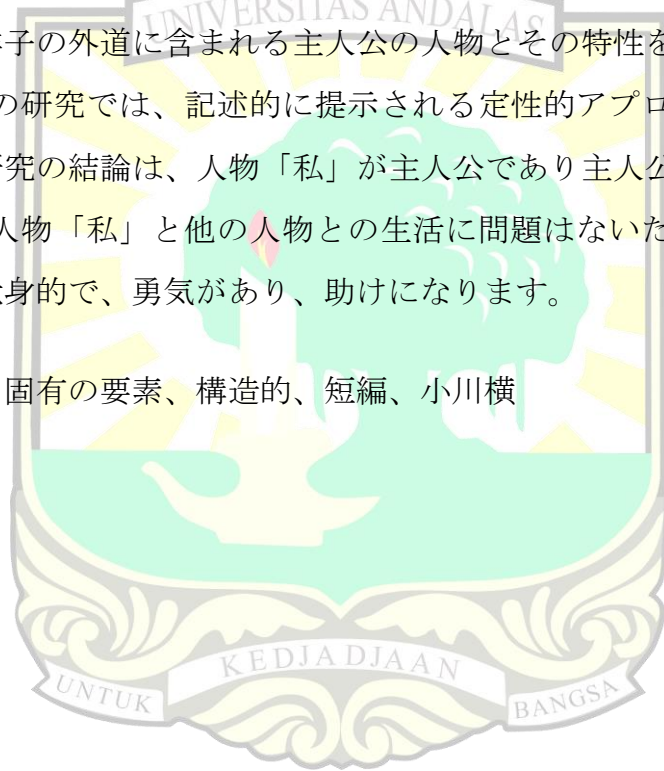 UNIVERSITAS ANDALAS
子の外道に含まれる主人公の人物とその特性を
の研究では、記述的に提示される定性的アプロ
究の結論は、人物「私」が主人公であり主人公
人物「私」と他の人物との生活に問題はないた
身的で、勇気があり、助けになります。
固有の要素、構造的、短編、小川横
KEDJADJAAN
UNTUK
BANGSA